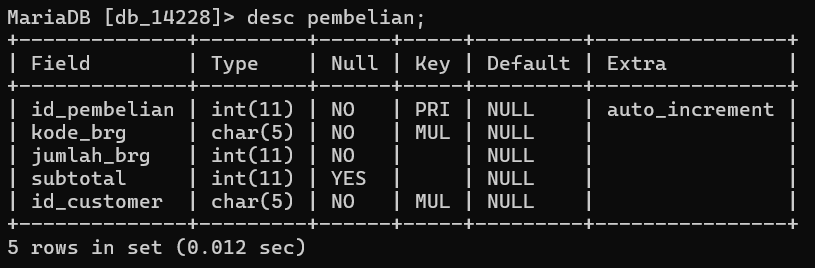 MariaDB [db_14228]> desc pembelian;
+--------------+---------+------+-----+---------+----------------+
| Field        | Type    | Null | Key | Default | Extra          |
+--------------+---------+------+-----+---------+----------------+
| id_pembelian | int(11) | NO   | PRI | NULL    | auto_increment |
| kode_brg     | char(5) | NO   | MUL | NULL    |                |
| jumlah_brg   | int(11) | NO   |     | NULL    |                |
| subtotal     | int(11) | YES  |     | NULL    |                |
| id_customer  | char(5) | NO   | MUL | NULL    |                |
+--------------+---------+------+-----+---------+----------------+
5 rows in set (0.012 sec)